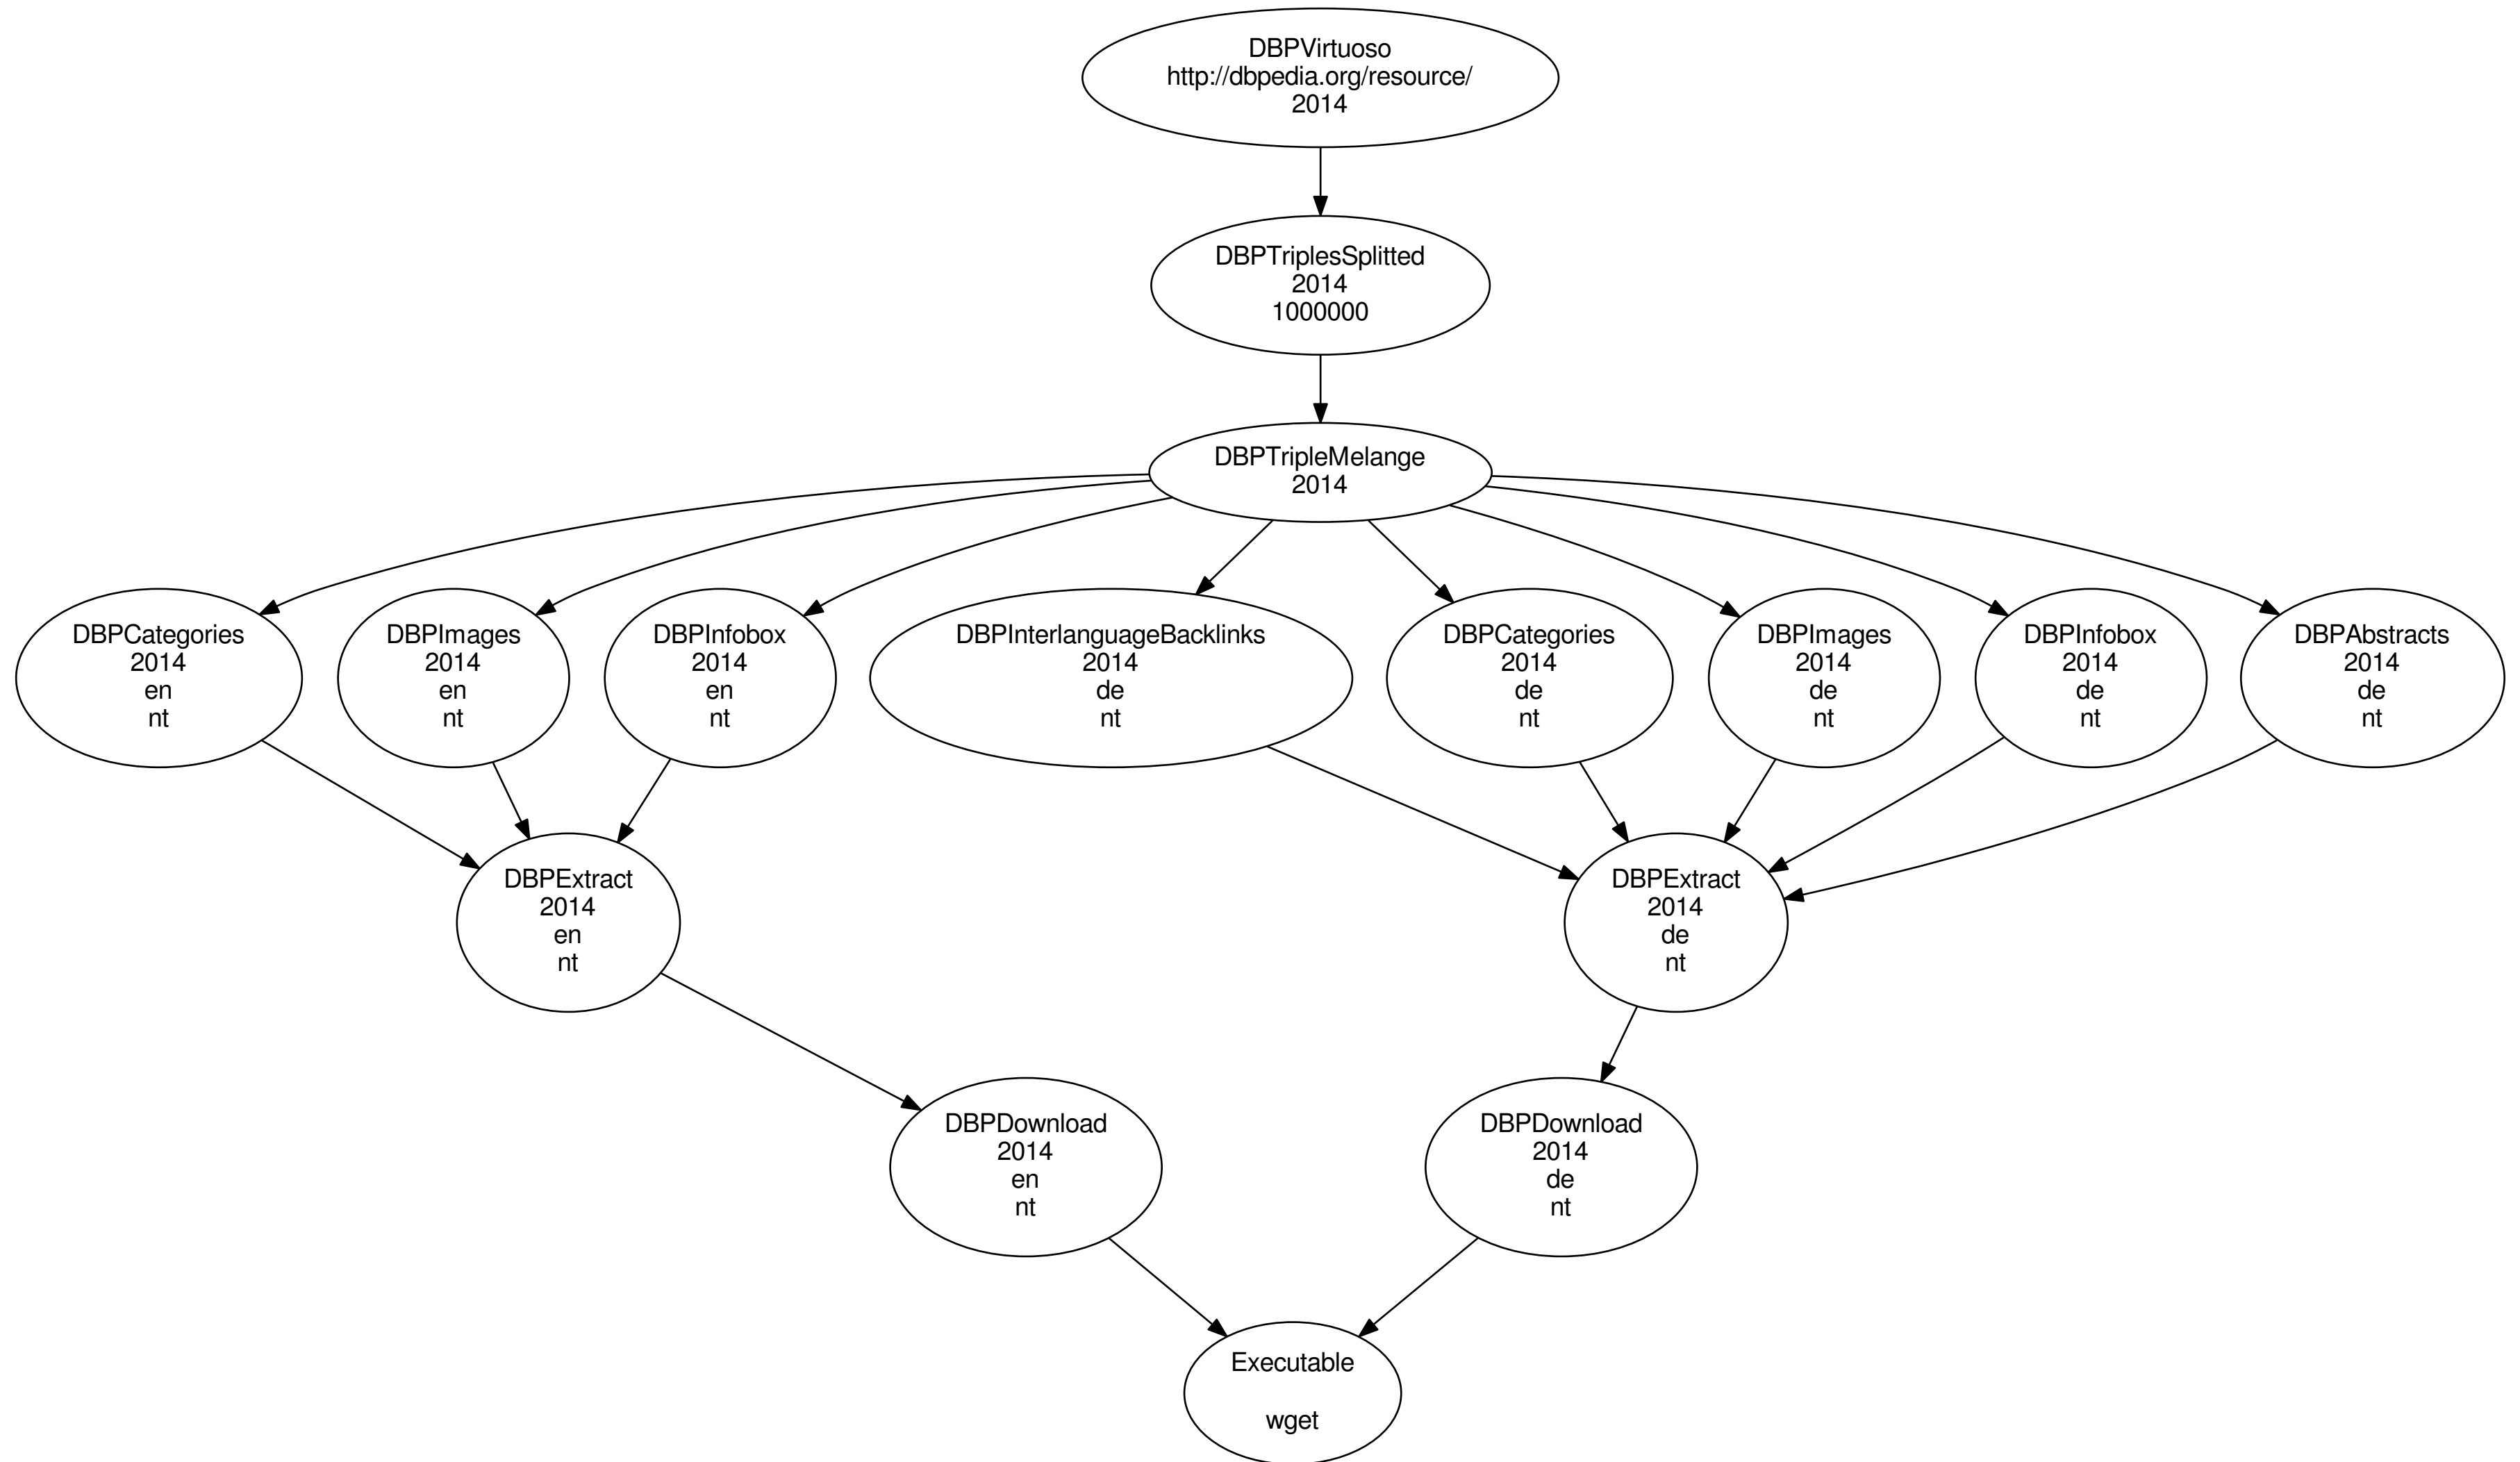 DBPVirtuoso
http://dbpedia.org/resource/
2014
DBPTriplesSplitted
2014
1000000
DBPTripleMelange
2014
DBPCategories
2014
en
nt
DBPImages
2014
en
nt
DBPInfobox
2014
en
nt
DBPInterlanguageBacklinks
2014
de
nt
DBPCategories
2014
de
nt
DBPImages
2014
de
nt
DBPInfobox
2014
de
nt
DBPAbstracts
2014
de
nt
DBPExtract
2014
en
nt
DBPExtract
2014
de
nt
DBPDownload
2014
en
nt
DBPDownload
2014
de
nt
Executable
wget